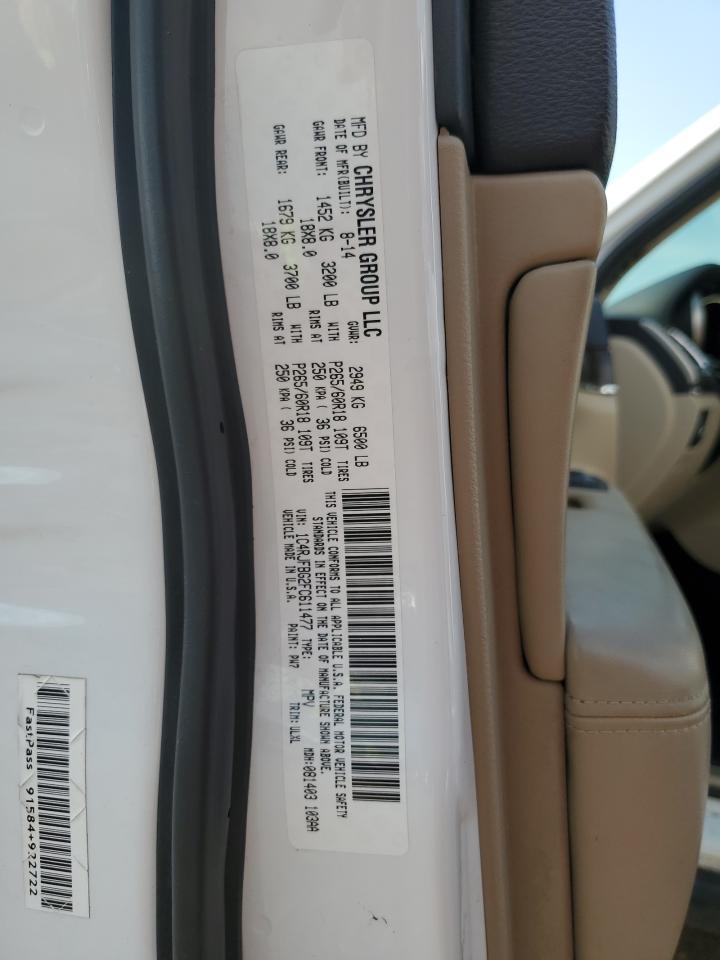 MFD BY CHRYSLER GROUP LLC
DATE OF MFR(BUILT): 8-14 GVWR: 2949 KG 6500 LB
GAWR FRONT: 1452 KG 3200 LB WITH P265/60R18 109T TIRES
18X8.0 RIMS AT 250 KPA ( 36 PSI) COLD
GAWR REAR: 1679 KG 3700 LB WITH P265/60R18 109T TIRES
18X8.0 RIMS AT 250 KPA ( 36 PSI) COLD
THIS VEHICLE CONFORMS TO ALL APPLICABLE U.S.A. FEDERAL MOTOR VEHICLE SAFETY
STANDARDS IN EFFECT ON THE DATE OF MANUFACTURE SHOWN ABOVE.
VIN: 1C4RJFBG2FC611477 TYPE: MPV MDH:081403 103AA
VEHICLE MADE IN U.S.A. PAINT: PW7 TRIM: ULXL
FastPass 91584+922722